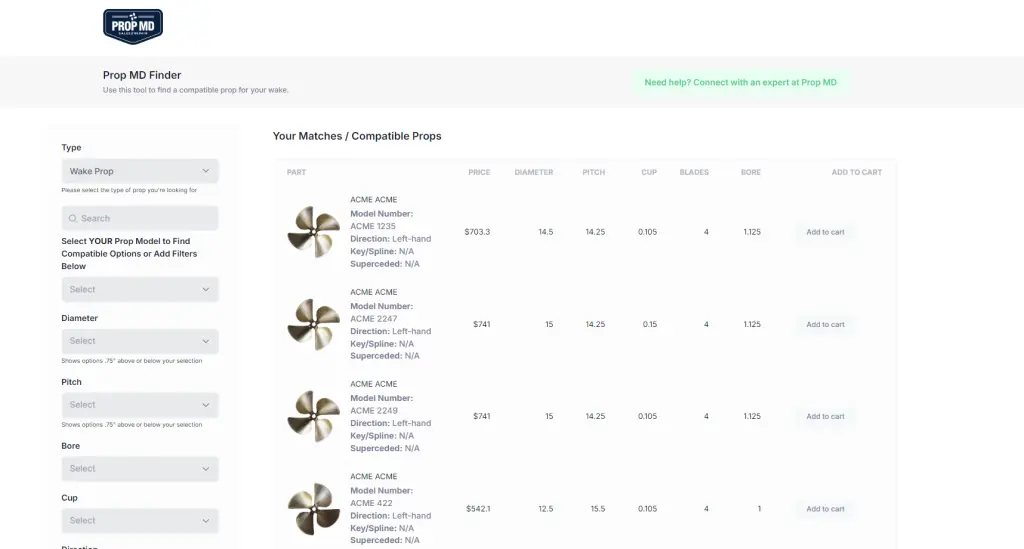 PROP MD
Prop MD Finder
Use this tool to find a compatible prop for your wake.
Need help? Connect with an expert at Prop MD
Type
Wake Prop
Please select the type of prop you're looking for
Search
Select YOUR Prop Model to Find
Compatible Options or Add Filters
Below
Select
Diameter
Select
Shows options .75" above or below your selection
Pitch
Select
Shows options .75" above or below your selection
Bore
Select
Cup
Select
Direction
Your Matches / Compatible Props
PART PRICE DIAMETER PITCH CUP BLADES BORE ADD TO CART
ACME ACME
Model Number:
ACME 1235
Direction: Left-hand
Key/Spline: N/A
Superceded: N/A
$703.3 14.5 14.25 0.105 4 1.125 Add to cart
ACME ACME
Model Number:
ACME 2247
Direction: Left-hand
Key/Spline: N/A
Superceded: N/A
$741 15 14.25 0.15 4 1.125 Add to cart
ACME ACME
Model Number:
ACME 2249
Direction: Left-hand
Key/Spline: N/A
Superceded: N/A
$741 15 14.25 0.105 4 1.125 Add to cart
ACME ACME
Model Number:
ACME 422
Direction: Left-hand
Key/Spline: N/A
Superceded: N/A
$542.1 12.5 15.5 0.105 4 1 Add to cart